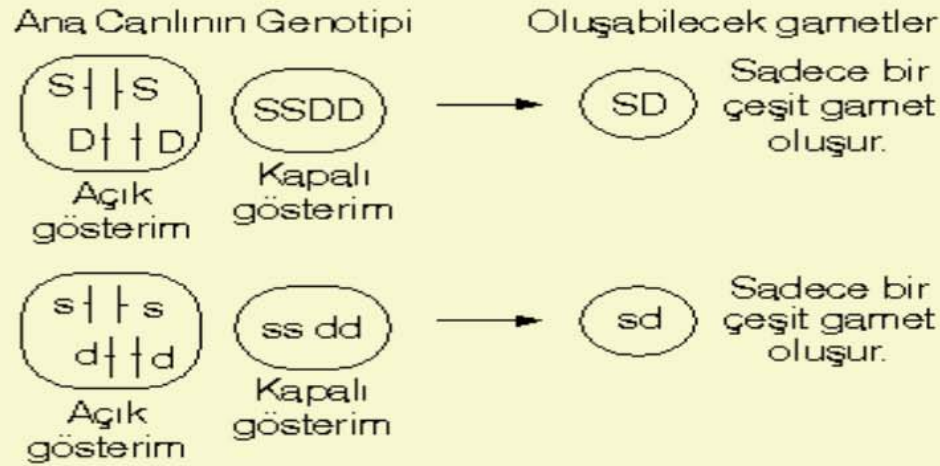 Ana Canlının Genotipi
Oluşabilecek gametler
S S
D D
Açık
gösterim
SSDD
Kapalı
gösterim
SD
Sadece bir
çeşit gamet
oluşur.
s s
d d
Açık
gösterim
ss dd
Kapalı
gösterim
sd
Sadece bir
çeşit gamet
oluşur.